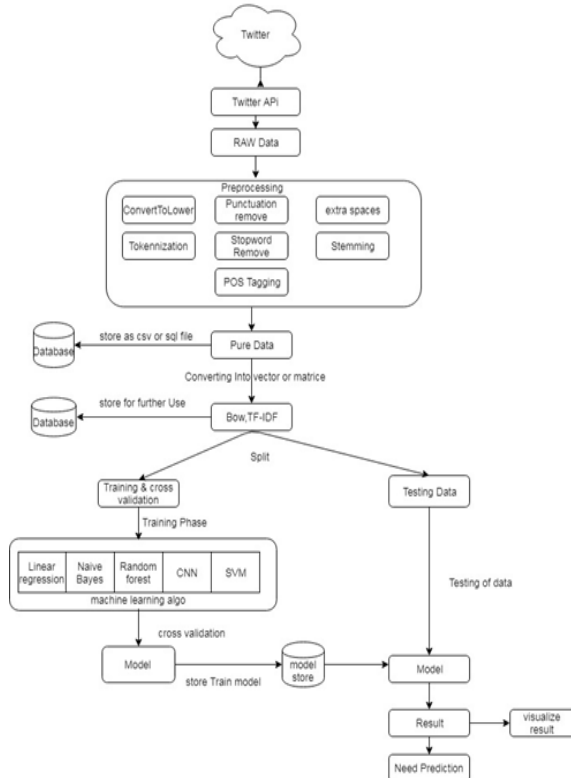 Twitter
Twitter APi
RAW Data
Preprocessing
ConvertToLower
Punctuation
remove
extra spaces
Tokennization
Stopword
Remove
Stemming
POS Tagging
store as csv or sql file
Database
Pure Data
Converting Into vector or matrice
store for further Use
Database
Bow,TF-IDF
Split
Training & cross
validation
Testing Data
Training Phase
Linear
regression
Naive
Bayes
Random
forest
CNN
SVM
machine learning algo
Testing of data
cross validation
Model
store Train model
model
store
Model
Result
visualize
result
Need Prediction